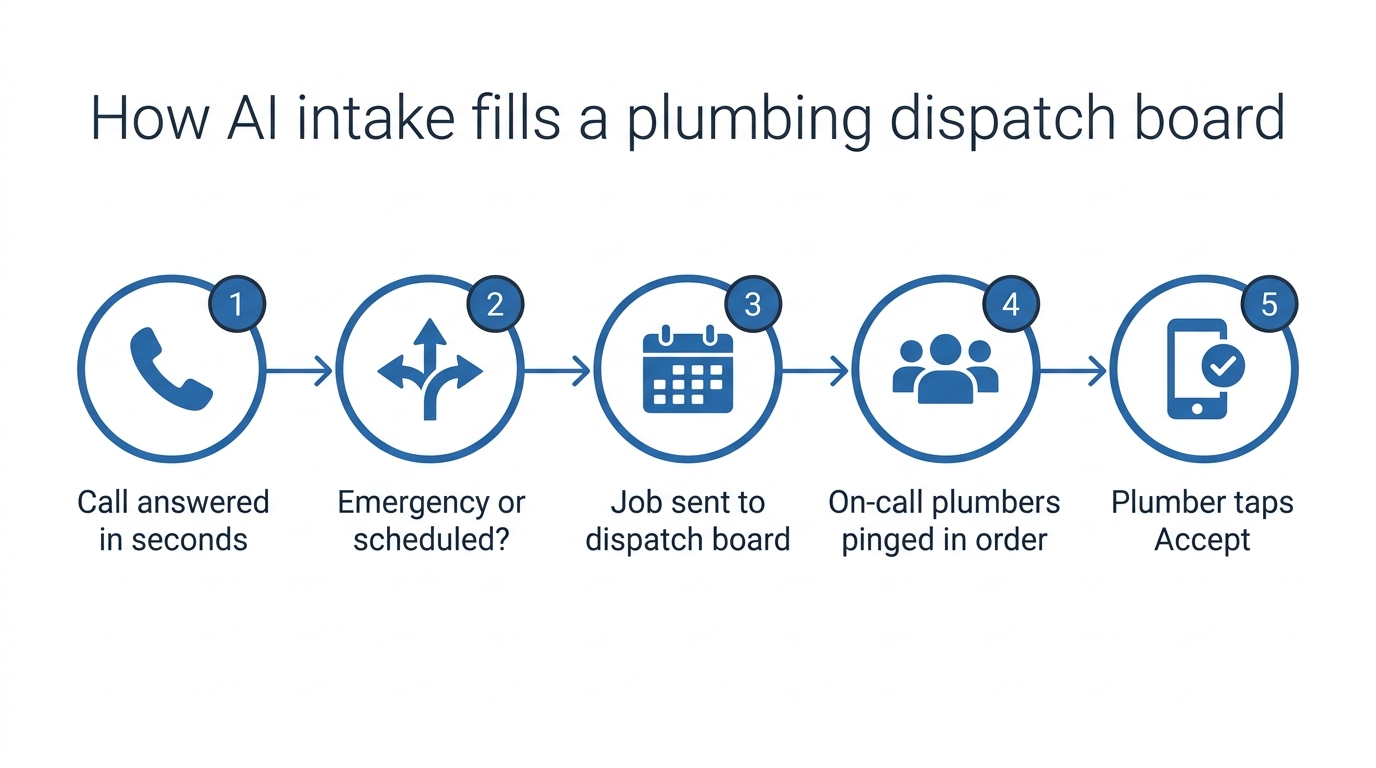 How AI intake fills a plumbing dispatch board
1
2
3
4
5
Call answered
in seconds
Emergency or
scheduled?
Job sent to
dispatch board
On-call plumbers
pinged in order
Plumber taps
Accept